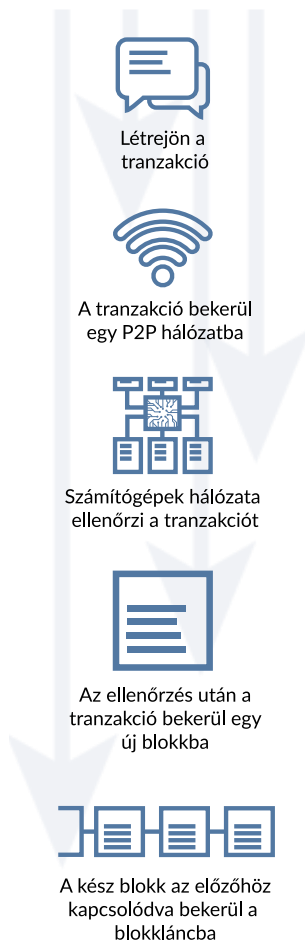 Létrejön a
tranzakció
A tranzakció bekerül
egy P2P hálózatba
Számítógépek hálózata
ellenőrzi a tranzakciót
Az ellenőrzés után a
tranzakció bekerül egy
új blokkba
A kész blokk az előzőhöz
kapcsolódva bekerül a
blokkláncba